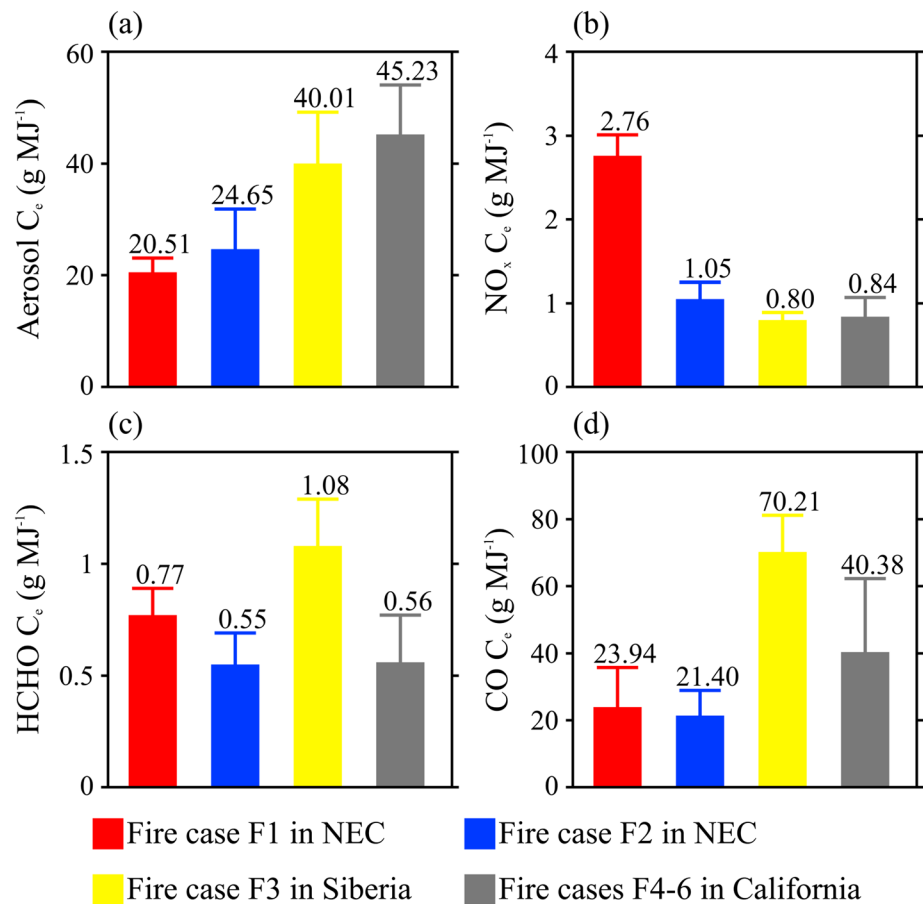 (a)
Aerosol Cₑ (g MJ⁻¹)
60
40
20
0
20.51
24.65
40.01
45.23
(b)
NOₓ Cₑ (g MJ⁻¹)
4
3
2
1
0
2.76
1.05
0.80
0.84
(c)
HCHO Cₑ (g MJ⁻¹)
1.5
1
0.5
0
0.77
0.55
1.08
0.56
(d)
CO Cₑ (g MJ⁻¹)
100
80
60
40
20
0
23.94
21.40
70.21
40.38
Fire case F1 in NEC
Fire case F2 in NEC
Fire case F3 in Siberia
Fire cases F4-6 in California